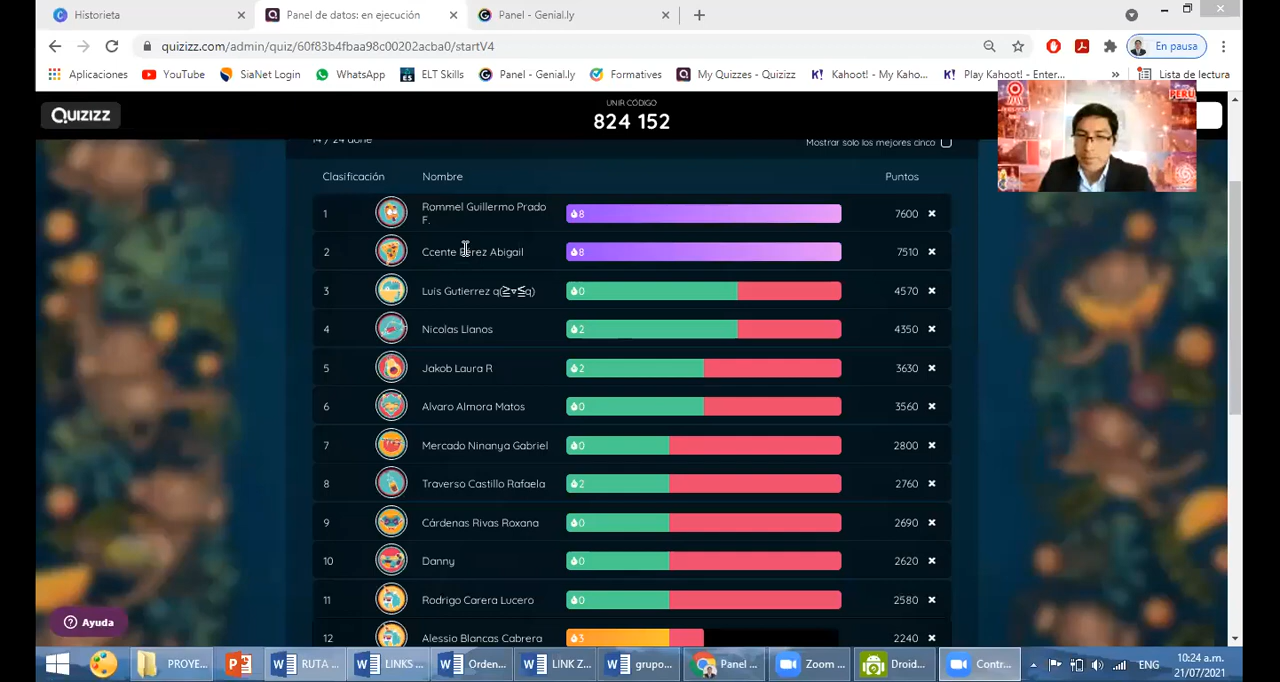 Historieta
Panel de datos: en ejecución
Panel - Genial.ly
quizizz.com/admin/quiz/60f83b4fbaa98c00202acba0/startV4
En pausa
Aplicaciones
YouTube
SiaNet Login
WhatsApp
ELT Skills
Panel - Genial.ly
Formatives
My Quizzes - Quizizz
Kahoot! - My Kaho...
Play Kahoot! - Enter...
»
Lista de lectura
Quizizz
UNIR CÓDIGO
824 152
PERÚ
14 / 24 done
Mostrar solo los mejores cinco
Clasificación Nombre Puntos
1 Rommel Guillermo Prado F. 8 7600
2 Ccente Pérez Abigail 8 7510
3 Luis Gutierrez q(≧▿≦q) 0 4570
4 Nicolas Llanos 2 4350
5 Jakob Laura R 2 3630
6 Alvaro Almora Matos 0 3560
7 Mercado Ninanya Gabriel 0 2800
8 Traverso Castillo Rafaela 2 2760
9 Cárdenas Rivas Roxana 0 2690
10 Danny 0 2620
11 Rodrigo Carera Lucero 0 2580
12 Alessio Blancas Cabrera 3 2240
Ayuda
PROYE...
RUTA ...
LINKS ...
Orden...
LINK Z...
grupo...
Panel ...
Zoom ...
Droid...
Contr...
ENG
10:24 a.m.
21/07/2021